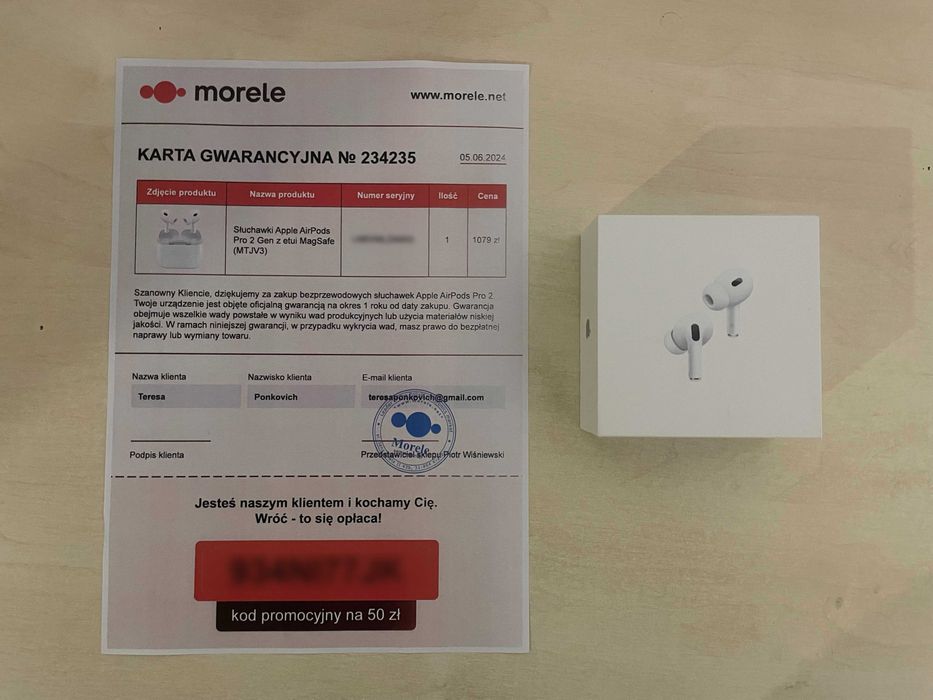 morele
www.morele.net
KARTA GWARANCYJNA № 234235
05.06.2024
Zdjęcie produktu Nazwa produktu Numer seryjny Ilość Cena
Słuchawki Apple AirPods
Pro 2 Gen z etui MagSafe
(MTJV3)
1 1079 zł
Szanowny Kliencie, dziękujemy za zakup bezprzewodowych słuchawek Apple AirPods Pro 2
Twoje urządzenie jest objęte oficjalną gwarancją na okres 1 roku od daty zakupu. Gwarancja
obejmuje wszelkie wady powstałe w wyniku wad produkcyjnych lub użycia materiałów niskiej
jakości. W ramach niniejszej gwarancji, w przypadku wykrycia wad, masz prawo do bezpłatnej
naprawy lub wymiany towaru.
Nazwa klienta Nazwisko klienta E-mail klienta
Teresa Ponkovich teresaponkovich@gmail.com
Morele
Podpis klienta Przedstawiciel sklepu Piotr Wiśniewski
Jesteś naszym klientem i kochamy Cię.
Wróć - to się opłaca!
kod promocyjny na 50 zł